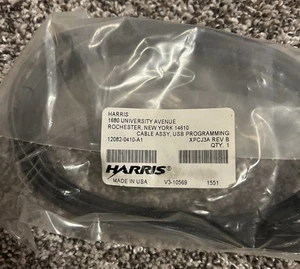 HARRIS
1680 UNIVERSITY AVENUE
ROCHESTER, NEW YORK 14610
CABLE ASSY, USB PROGRAMMING
12082-0410-A1 XPCJ3A REV B
QTY. 1
HARRIS
MADE IN USA V3-10569 1551